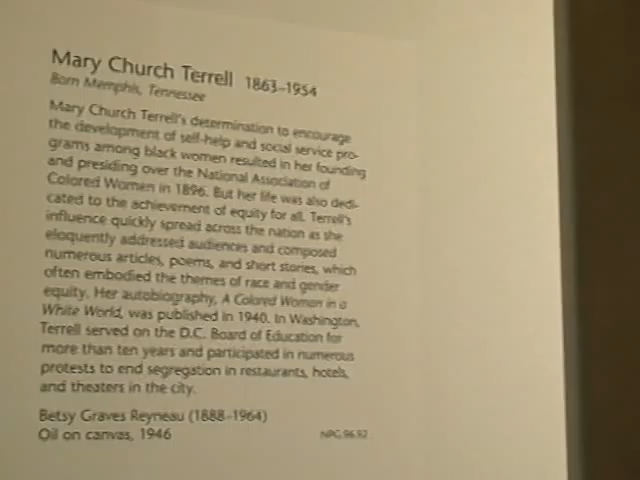 Mary Church Terrell 1863–1954
Born Memphis, Tennessee
Mary Church Terrell's determination to encourage
the development of self-help and social service pro-
grams among black women resulted in her founding
and presiding over the National Association of
Colored Women in 1896. But her life was also dedi-
cated to the achievement of equity for all. Terrell's
influence quickly spread across the nation as she
eloquently addressed audiences and composed
numerous articles, poems, and short stories, which
often embodied the themes of race and gender
equity. Her autobiography, A Colored Woman in a
White World, was published in 1940. In Washington,
Terrell served on the D.C. Board of Education for
more than ten years and participated in numerous
protests to end segregation in restaurants, hotels,
and theaters in the city.
Betsy Graves Reyneau (1888–1964)
Oil on canvas, 1946
NPG.96.92